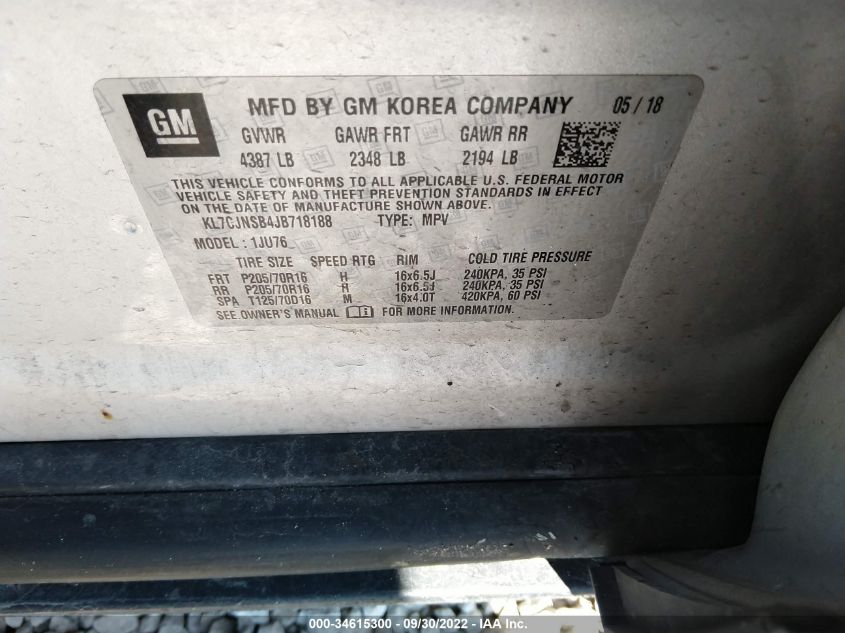 GM
MFD BY GM KOREA COMPANY 05 / 18
GVWR GAWR FRT GAWR RR
4387 LB 2348 LB 2194 LB
THIS VEHICLE CONFORMS TO ALL APPLICABLE U.S. FEDERAL MOTOR
VEHICLE SAFETY AND THEFT PREVENTION STANDARDS IN EFFECT
ON THE DATE OF MANUFACTURE SHOWN ABOVE.
KL7CJNSB4JB718188 TYPE: MPV
MODEL: 1JU76
TIRE SIZE SPEED RTG RIM COLD TIRE PRESSURE
FRT P205/70R16 H 16x6.5J 240KPA, 35 PSI
RR P205/70R16 H 16x6.5J 240KPA, 35 PSI
SPA T125/70D16 M 16x4.0T 420KPA, 60 PSI
SEE OWNER'S MANUAL FOR MORE INFORMATION.
000-34615300 - 09/30/2022 - IAA Inc.